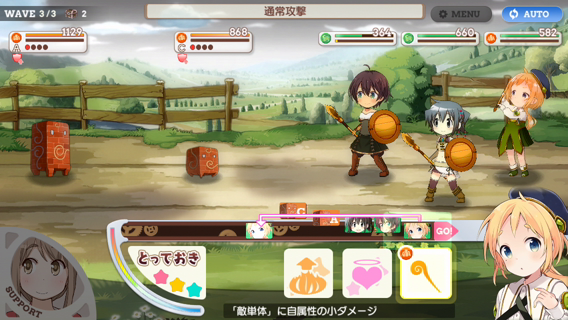 WAVE 3/3 2
通常攻撃
MENU
AUTO
1129
A
868
C
364
660
582
C
A
GO!
とっておき
SUPPORT
「敵単体」に自属性の小ダメージ